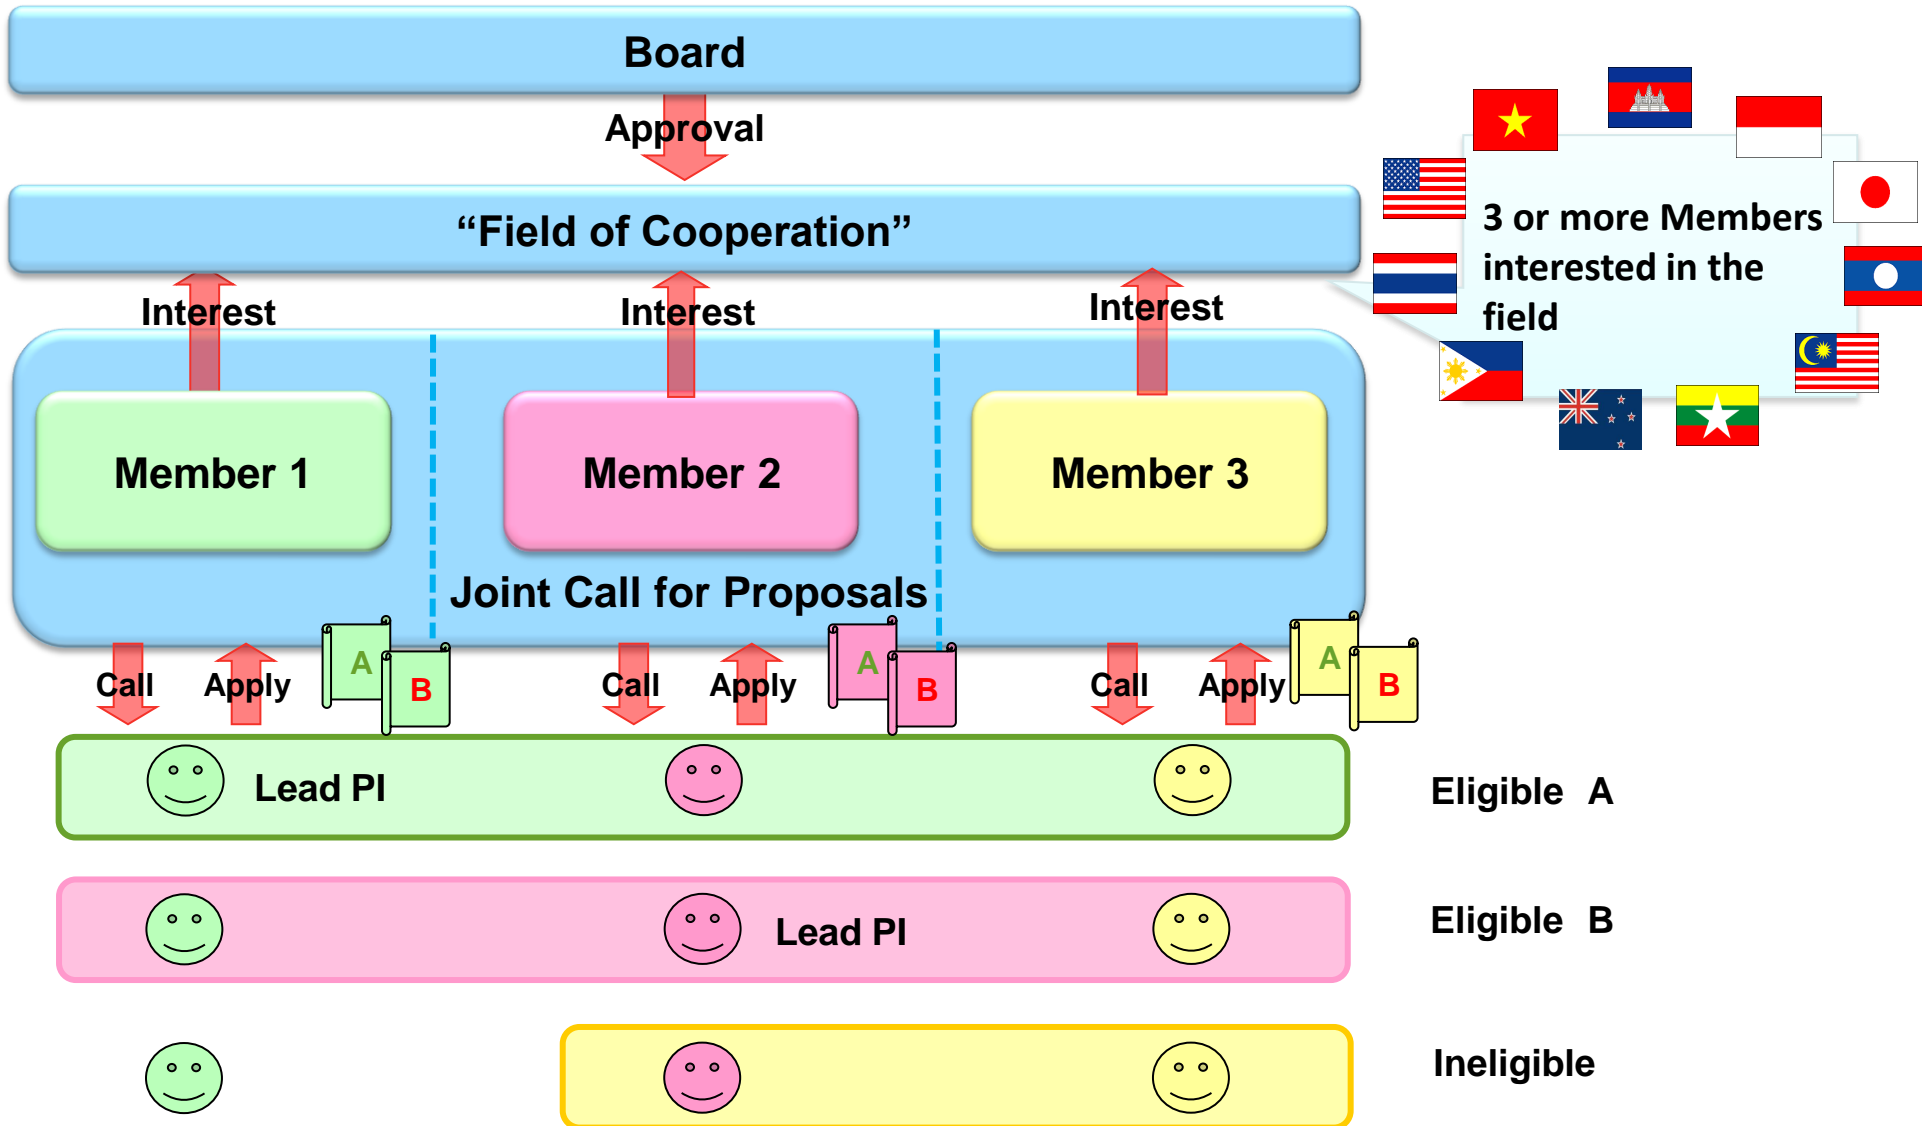 Board
Approval
“Field of Cooperation”
3 or more Members
interested in the
field
Interest
Interest
Interest
Member 1
Member 2
Member 3
Joint Call for Proposals
Call
Apply
A
B
Call
Apply
A
B
Call
Apply
A
B
Lead PI
Eligible A
Lead PI
Eligible B
Ineligible